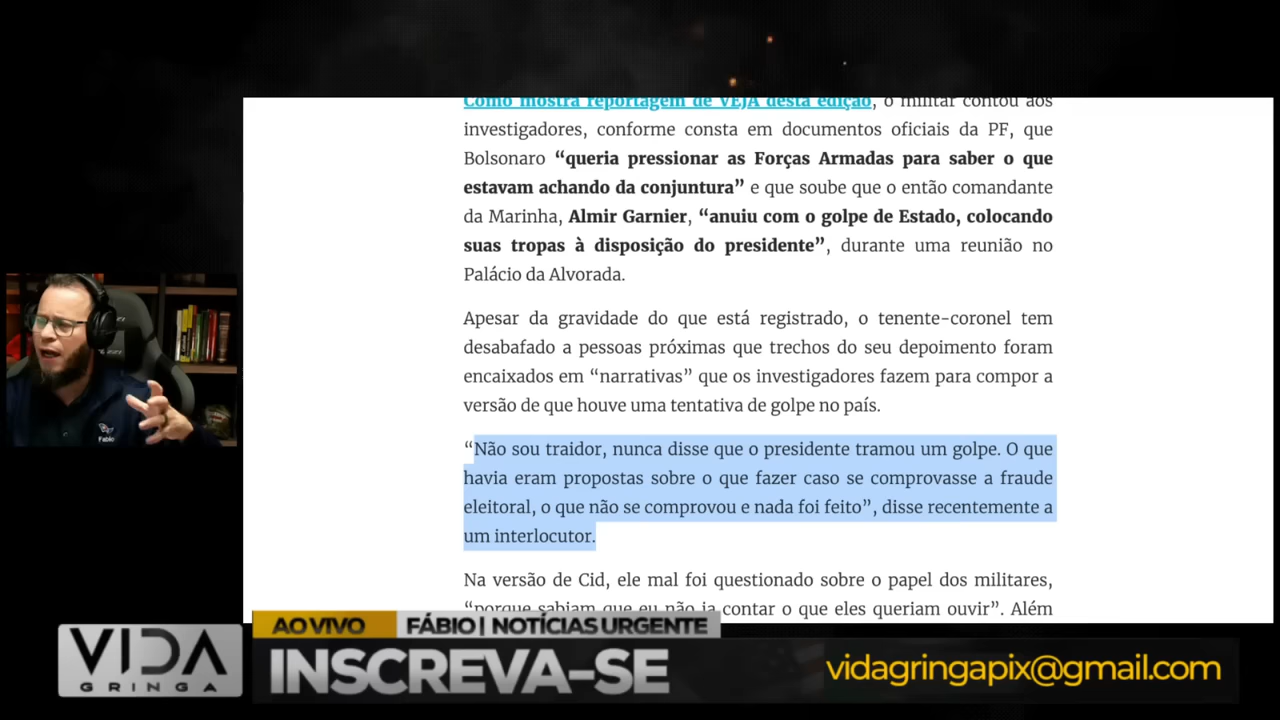 Como mostra reportagem de VEJA desta edição, o militar contou aos
investigadores, conforme consta em documentos oficiais da PF, que
Bolsonaro “queria pressionar as Forças Armadas para saber o que
estavam achando da conjuntura” e que soube que o então comandante
da Marinha, Almir Garnier, “anuiu com o golpe de Estado, colocando
suas tropas à disposição do presidente”, durante uma reunião no
Palácio da Alvorada.
Apesar da gravidade do que está registrado, o tenente-coronel tem
desabafado a pessoas próximas que trechos do seu depoimento foram
encaixados em “narrativas” que os investigadores fazem para compor a
versão de que houve uma tentativa de golpe no país.
“Não sou traidor, nunca disse que o presidente tramou um golpe. O que
havia eram propostas sobre o que fazer caso se comprovasse a fraude
eleitoral, o que não se comprovou e nada foi feito”, disse recentemente a
um interlocutor.
Na versão de Cid, ele mal foi questionado sobre o papel dos militares,
“porque sabiam que eu não ia contar o que eles queriam ouvir”. Além
Fabio
AO VIVO FÁBIO | NOTÍCIAS URGENTE
VIDA
GRINGA
INSCREVA-SE
vidagringapix@gmail.com